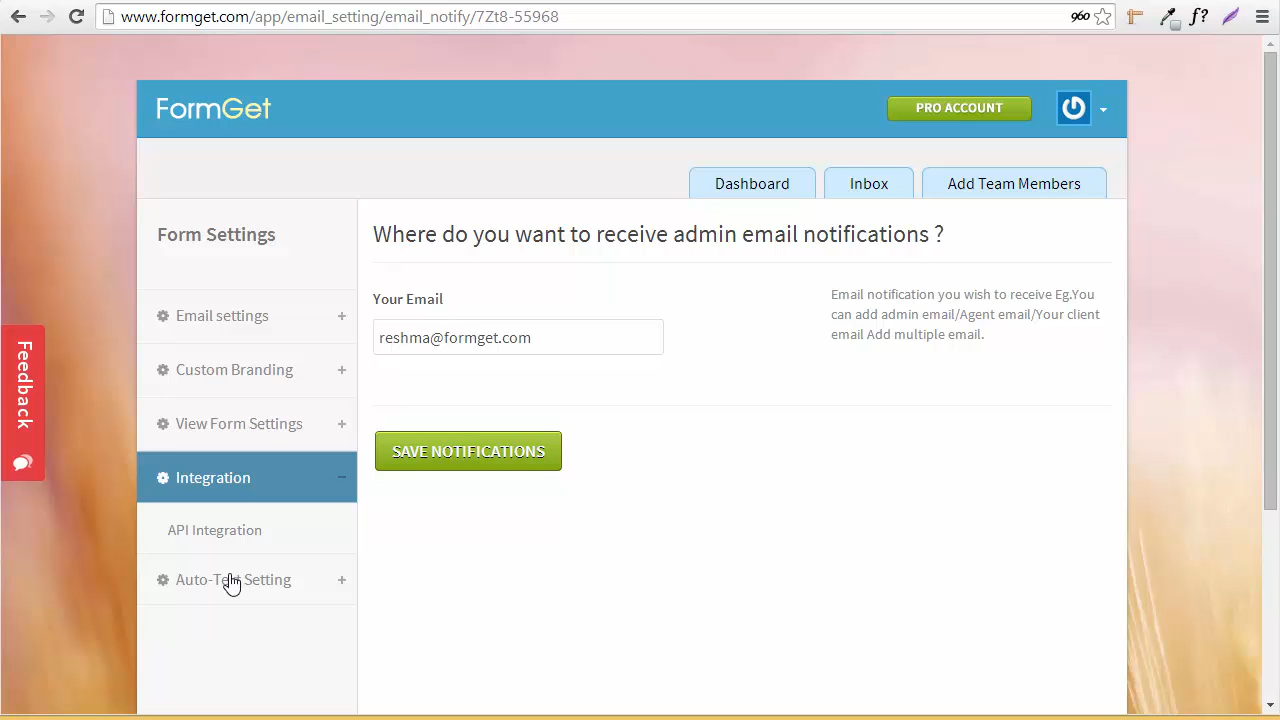 www.formget.com/app/email_setting/email_notify/7Zt8-55968
960
f?
FormGet
PRO ACCOUNT
Dashboard
Inbox
Add Team Members
Form Settings
Where do you want to receive admin email notifications ?
Email settings +
Your Email
Email notification you wish to receive Eg.You
can add admin email/Agent email/Your client
email Add multiple email.
reshma@formget.com
Custom Branding +
View Form Settings +
SAVE NOTIFICATIONS
Integration −
API Integration
Auto-Text Setting +
Feedback